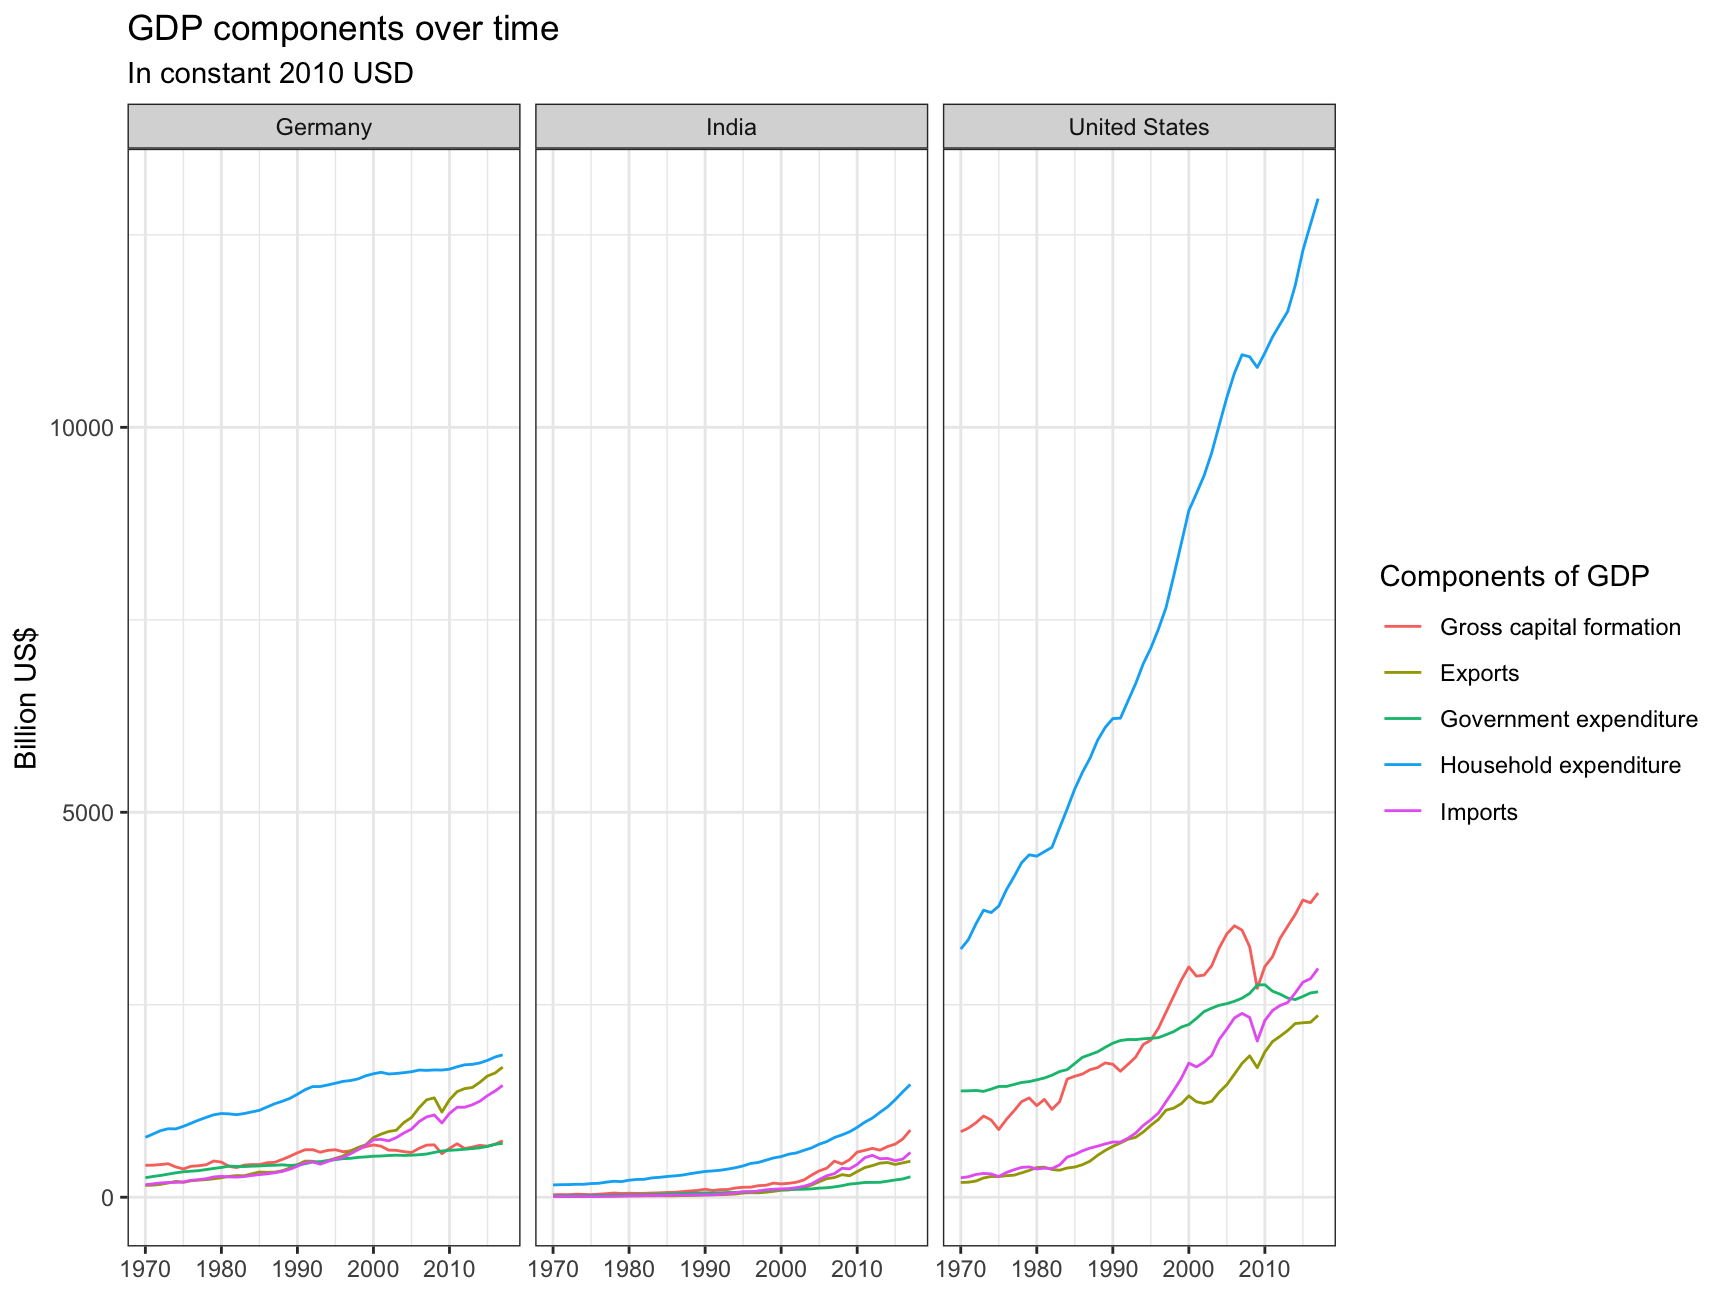 GDP components over time
In constant 2010 USD
Germany
India
United States
Billion US$
10000
5000
0
1970 1980 1990 2000 2010
1970 1980 1990 2000 2010
1970 1980 1990 2000 2010
Components of GDP
Gross capital formation
Exports
Government expenditure
Household expenditure
Imports